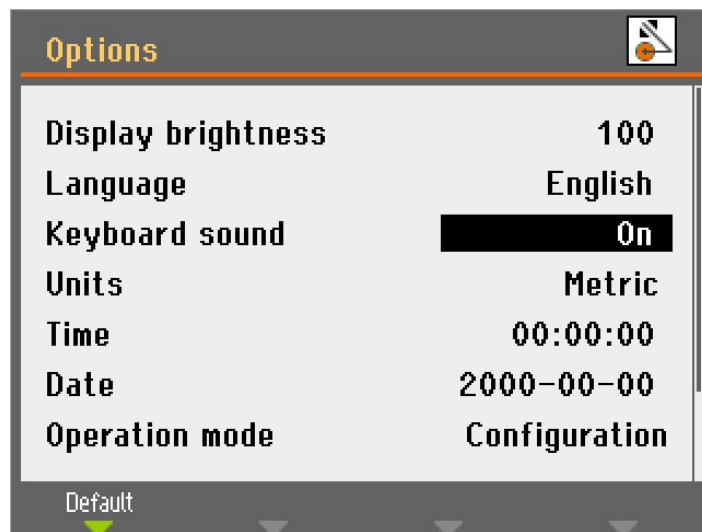 Options
Display brightness 100
Language English
Keyboard sound On
Units Metric
Time 00:00:00
Date 2000-00-00
Operation mode Configuration
Default